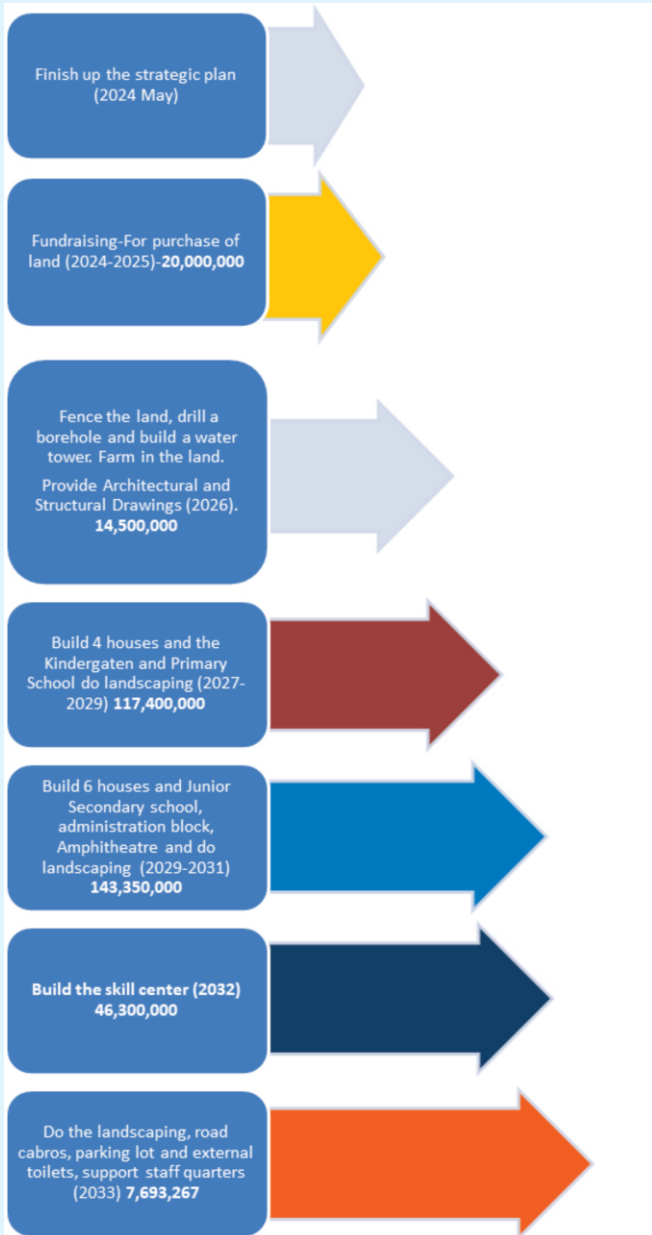 Finish up the strategic plan
(2024 May)
Fundraising-For purchase of
land (2024-2025)-20,000,000
Fence the land, drill a
borehole and build a water
tower. Farm in the land.
Provide Architectural and
Structural Drawings (2026).
14,500,000
Build 4 houses and the
Kindergaten and Primary
School do landscaping (2027-
2029) 117,400,000
Build 6 houses and Junior
Secondary school,
administration block,
Amphitheatre and do
landscaping (2029-2031)
143,350,000
Build the skill center (2032)
46,300,000
Do the landscaping, road
cabros, parking lot and external
toilets, support staff quarters
(2033) 7,693,267